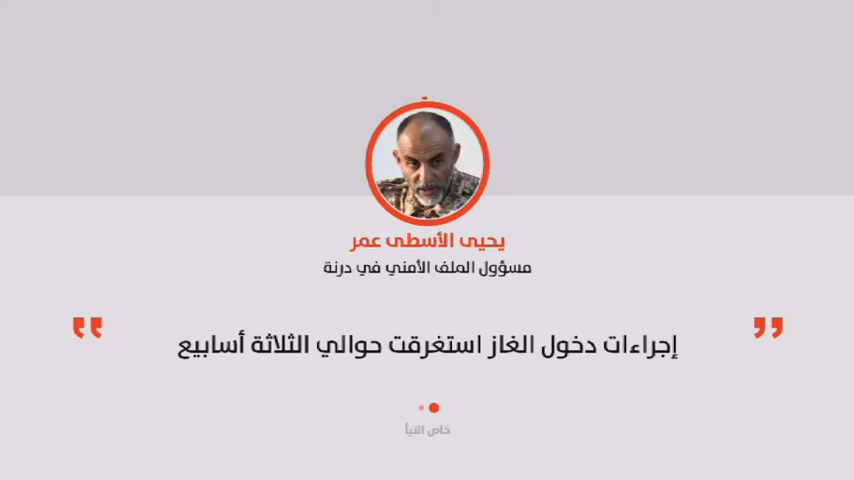 يحيى الأسطى عمر
مسؤول الملف الأمني في درنة
" إجراءات دخول الغاز استغرقت حوالي الثلاثة أسابيع "
خاص النبأ